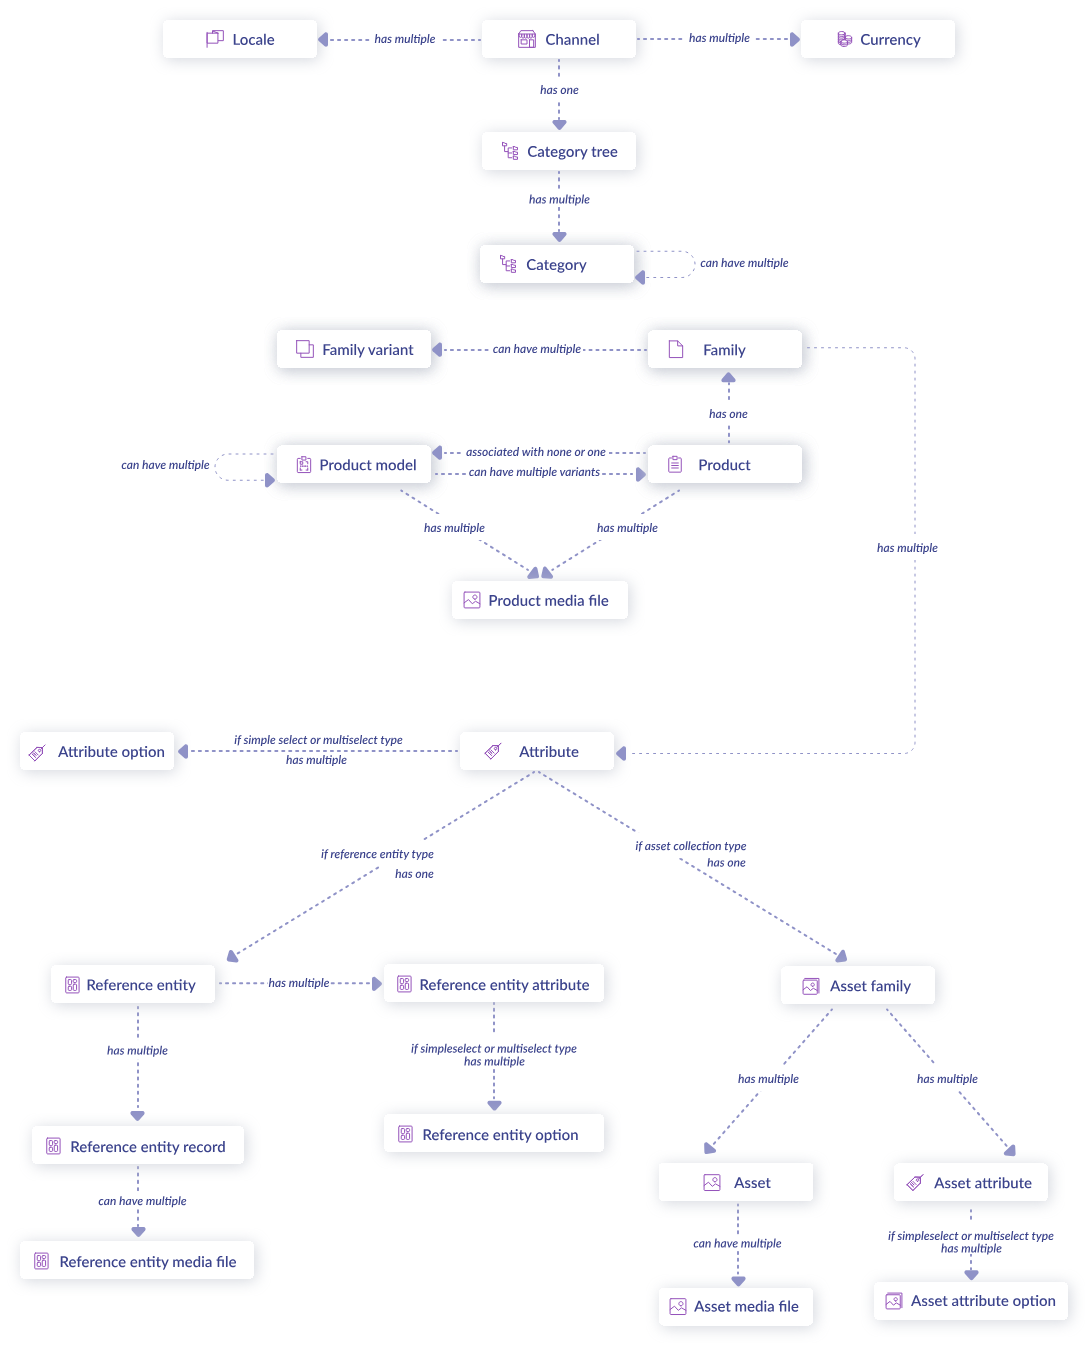 Locale
has multiple
Channel
has multiple
Currency
has one
Category tree
has multiple
Category
can have multiple
Family variant
can have multiple
Family
has one
can have multiple
Product model
associated with none or one
can have multiple variants
Product
has multiple
has multiple
has multiple
Product media file
Attribute option
if simple select or multiselect type
has multiple
Attribute
if reference entity type
has one
if asset collection type
has one
Reference entity
has multiple
Reference entity attribute
Asset family
has multiple
if simpleselect or multiselect type
has multiple
has multiple
has multiple
Reference entity record
Reference entity option
Asset
Asset attribute
can have multiple
can have multiple
if simpleselect or multiselect type
has multiple
Reference entity media file
Asset media file
Asset attribute option